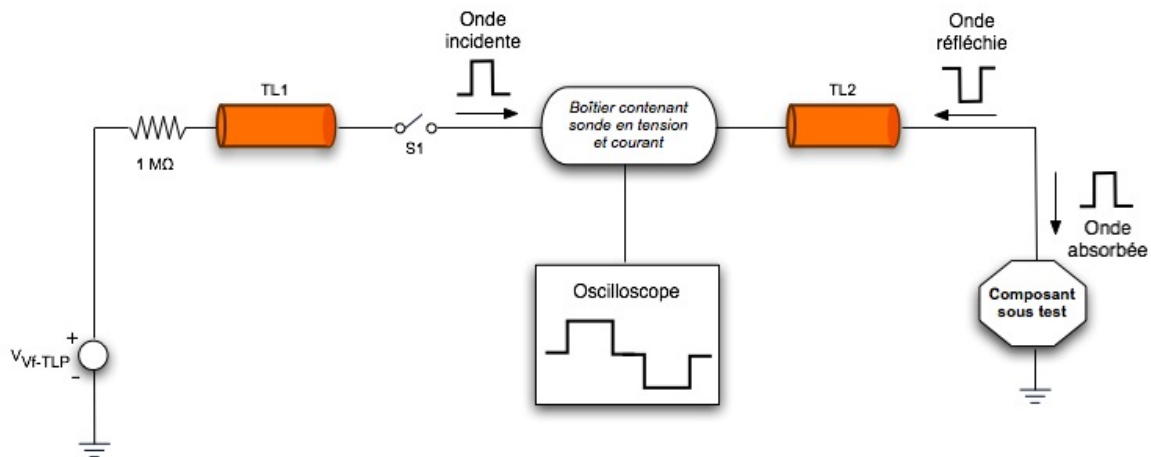 Onde
incidente
Onde
réfléchie
TL1
TL2
S1
1 MΩ
Boîtier contenant
sonde en tension
et courant
Onde
absorbée
Oscilloscope
Composant
sous test
+
V Vf-TLP
−